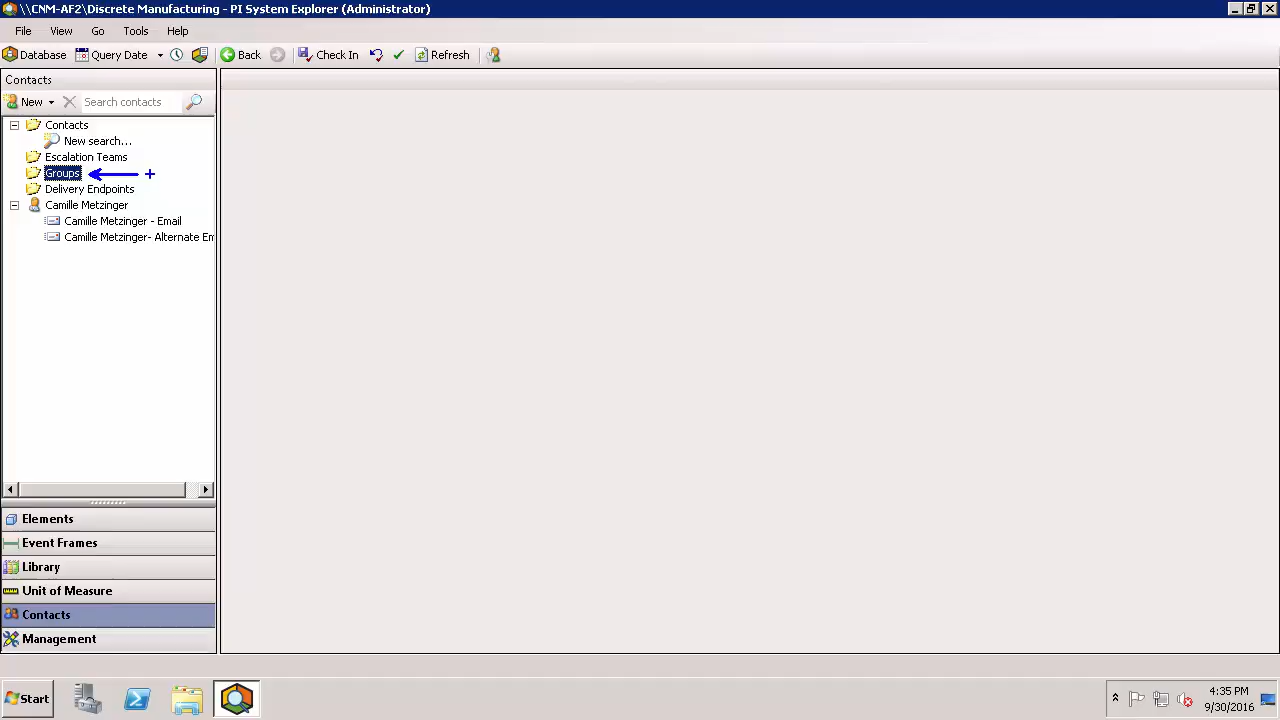 \\CNM-AF2\Discrete Manufacturing - PI System Explorer (Administrator)
File View Go Tools Help
Database Query Date Back Check In Refresh
Contacts
New Search contacts
Contacts
New search...
Escalation Teams
Groups
Delivery Endpoints
Camille Metzinger
Camille Metzinger - Email
Camille Metzinger- Alternate Em
Elements
Event Frames
Library
Unit of Measure
Contacts
Management
Start
4:35 PM
9/30/2016